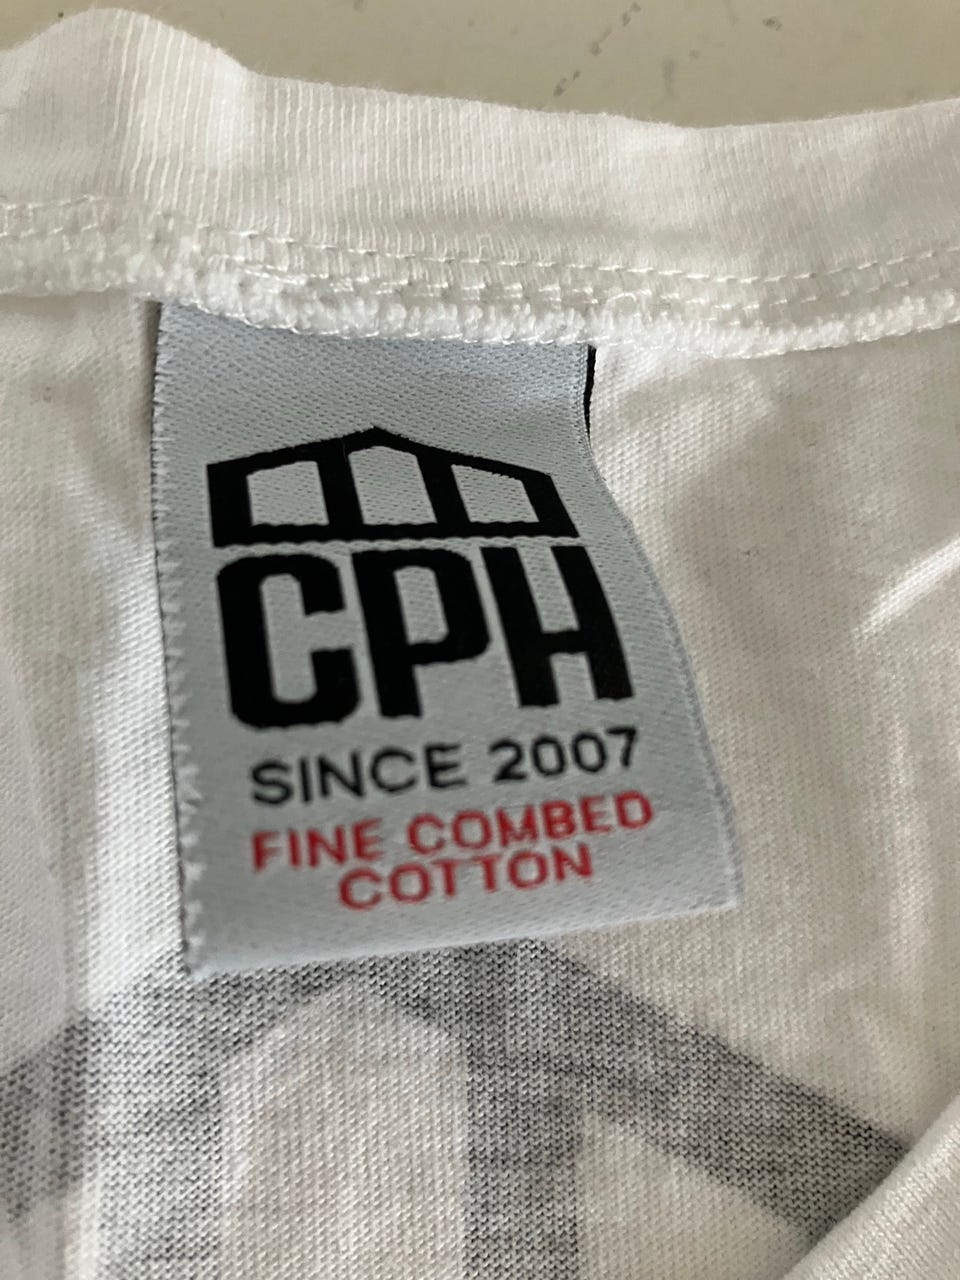 CPH
SINCE 2007
FINE COMBED
COTTON